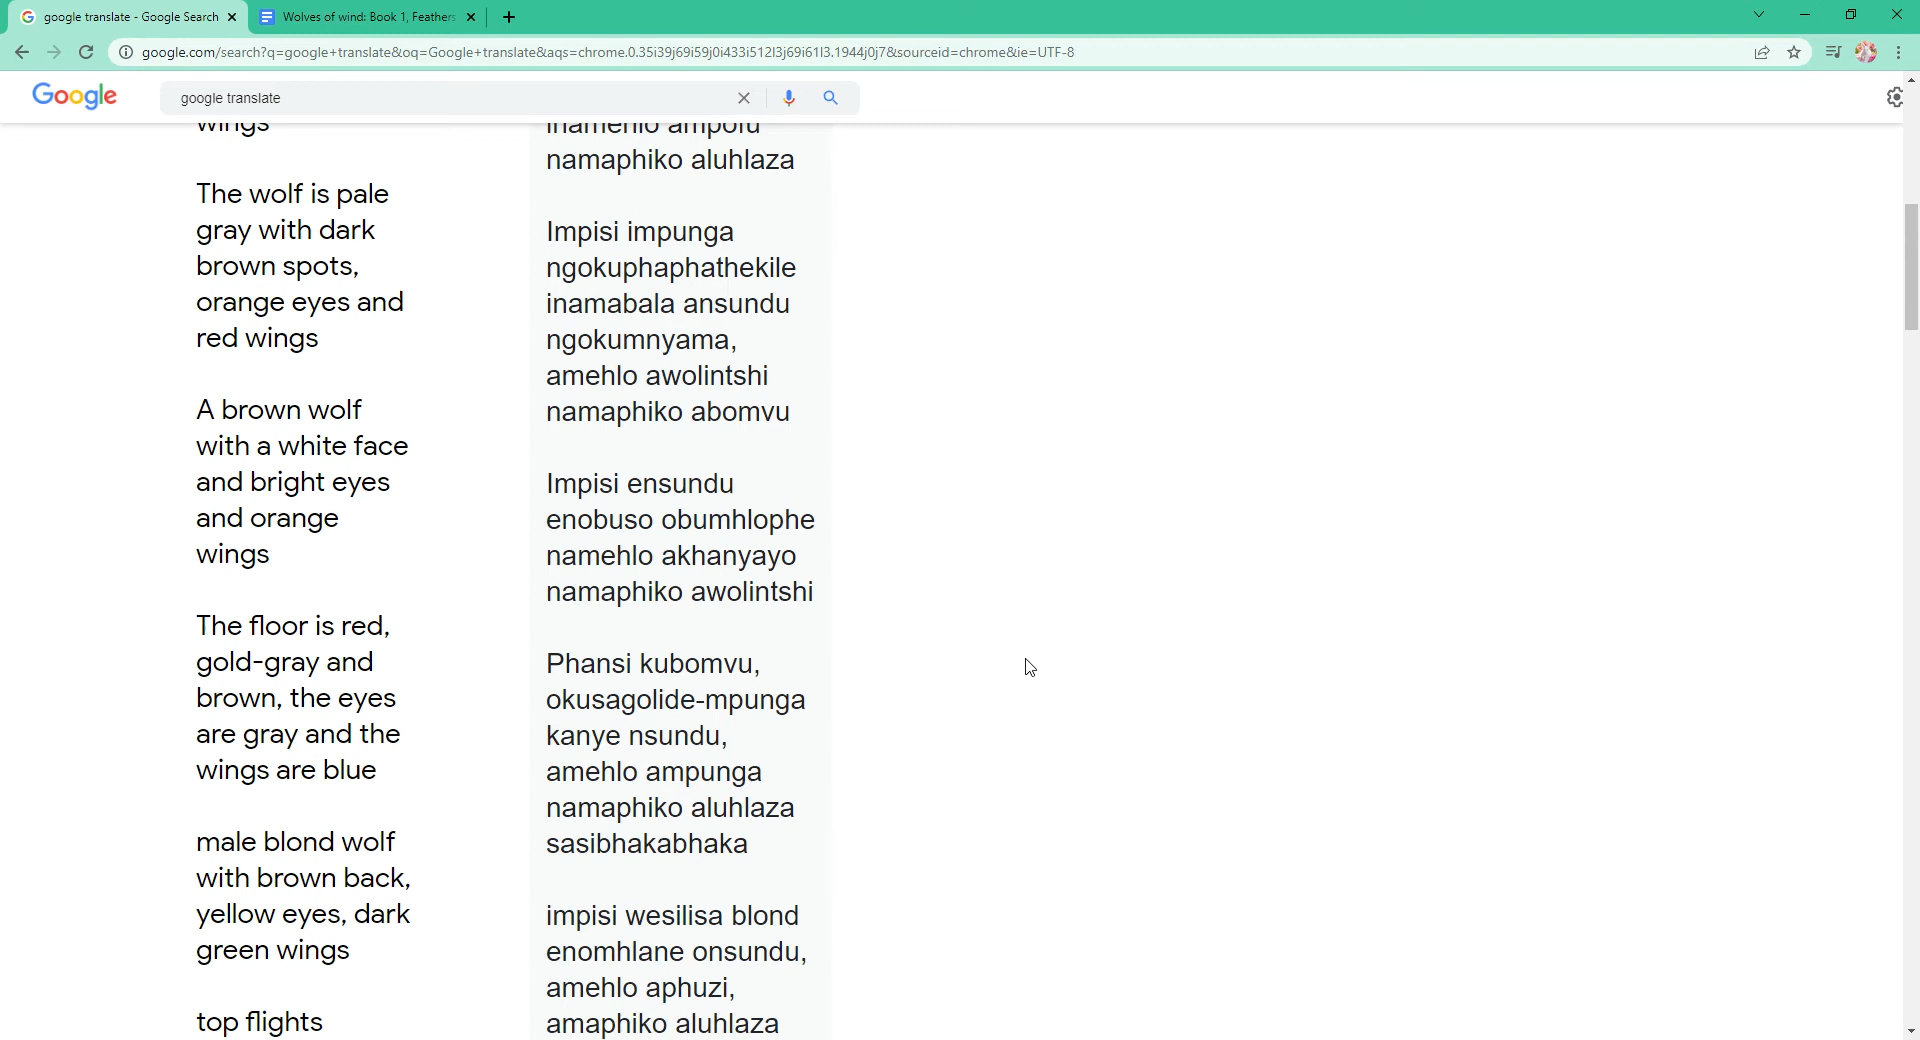 google translate - Google Search
Wolves of wind: Book 1, Feathers
google.com/search?q=google+translate&oq=Google+translate&aqs=chrome.0.35i39j69i59j0i433i512l3j69i61l3.1944j0j7&sourceid=chrome&ie=UTF-8
Google
google translate
wings
The wolf is pale
gray with dark
brown spots,
orange eyes and
red wings
A brown wolf
with a white face
and bright eyes
and orange
wings
The floor is red,
gold-gray and
brown, the eyes
are gray and the
wings are blue
male blond wolf
with brown back,
yellow eyes, dark
green wings
top flights
inamehlo ampofu
namaphiko aluhlaza
Impisi impunga
ngokuphaphathekile
inamabala ansundu
ngokumnyama,
amehlo awolintshi
namaphiko abomvu
Impisi ensundu
enobuso obumhlophe
namehlo akhanyayo
namaphiko awolintshi
Phansi kubomvu,
okusagolide-mpunga
kanye nsundu,
amehlo ampunga
namaphiko aluhlaza
sasibhakabhaka
impisi wesilisa blond
enomhlane onsundu,
amehlo aphuzi,
amaphiko aluhlaza